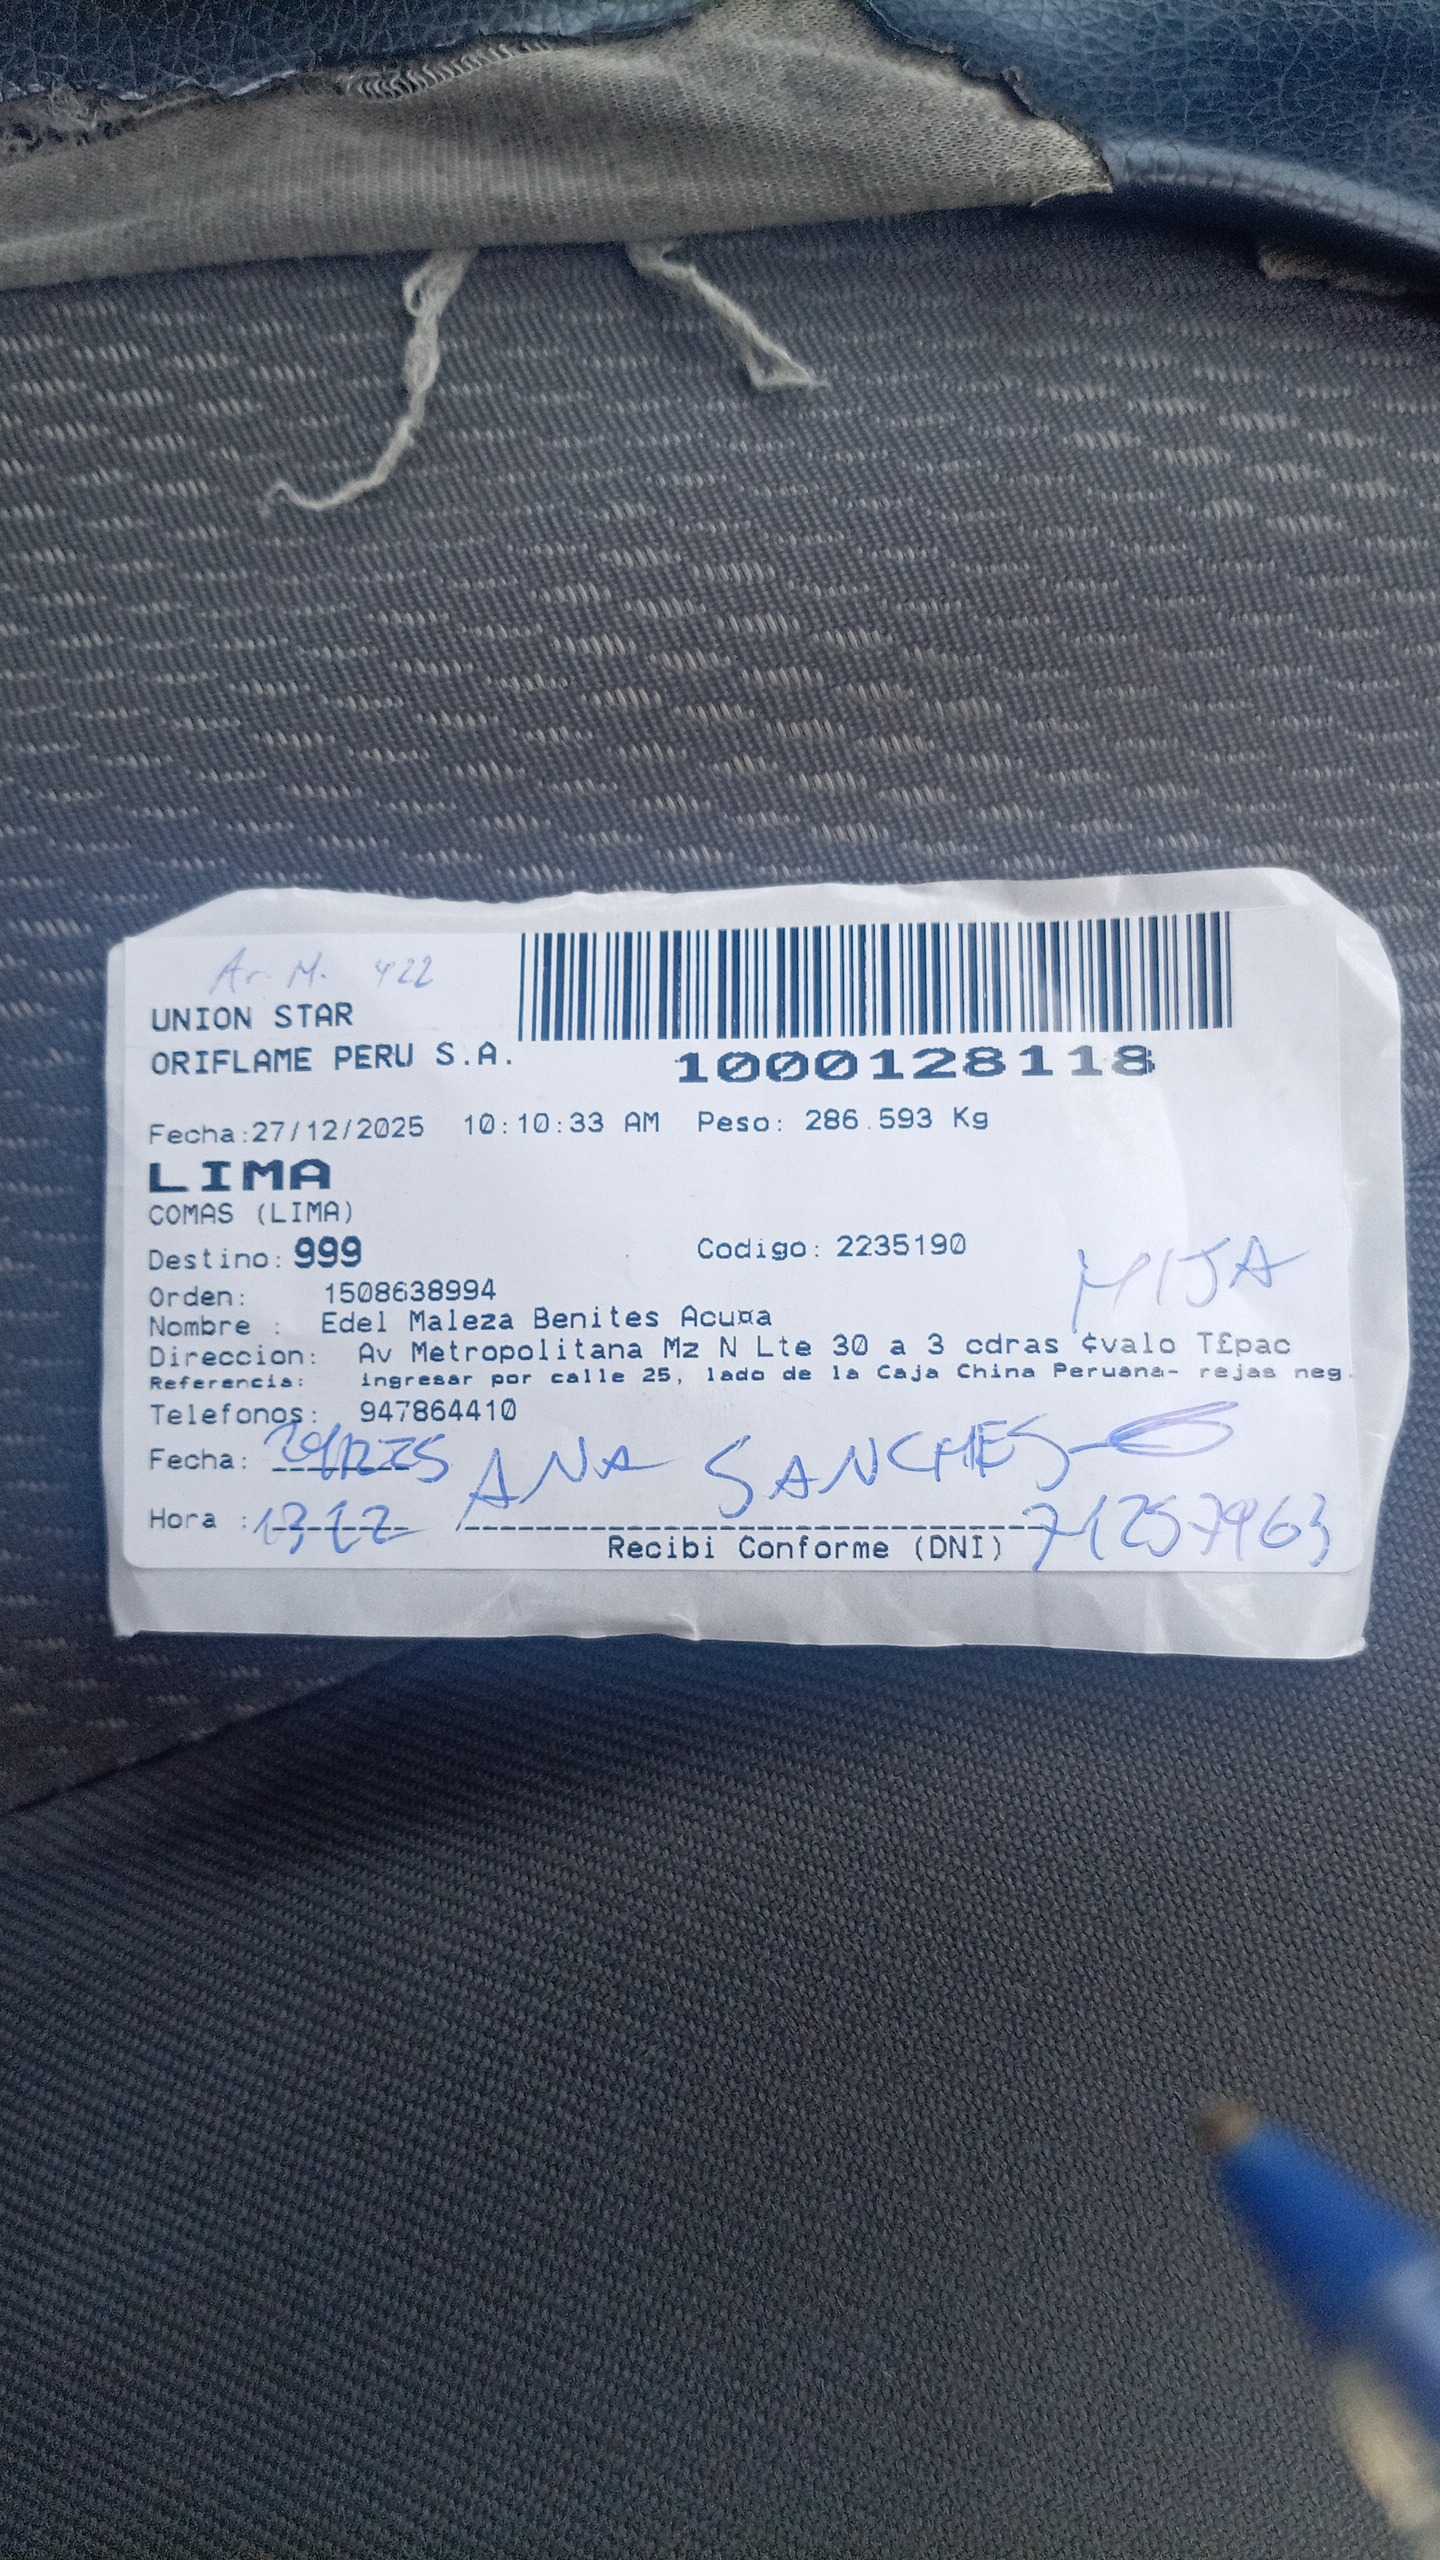 Ar. M. 422
UNION STAR
ORIFLAME PERU S.A.
1000128118
Fecha:27/12/2025 10:10:33 AM Peso: 286.593 Kg
LIMA
COMAS (LIMA)
Destino: 999 Codigo: 2235190
HIJA
Orden: 1508638994
Nombre : Edel Maleza Benites Acu¤a
Direccion: Av Metropolitana Mz N Lte 30 a 3 cdras ¢valo T£pac
Referencia: ingresar por calle 25, lado de la Caja China Peruana- rejas neg.
Telefonos: 947864410
Fecha: ANA SANCHES
Hora :
Recibi Conforme (DNI) 71257963